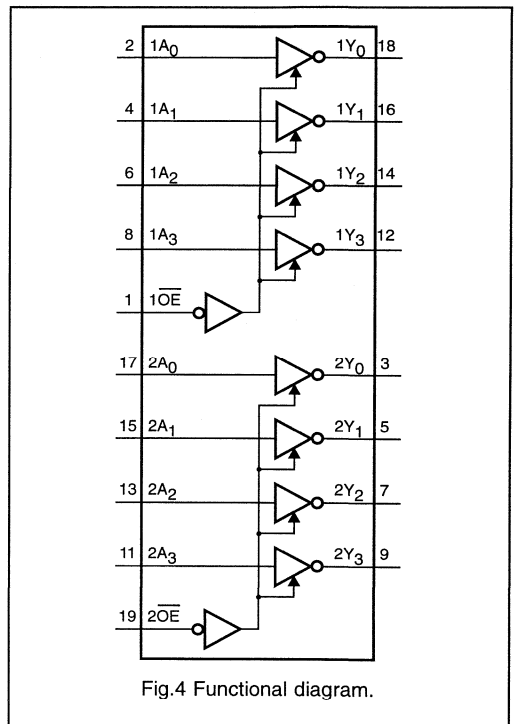 2 1A0 1Y0 18
4 1A1 1Y1 16
6 1A2 1Y2 14
8 1A3 1Y3 12
1 1O̅E̅
17 2A0 2Y0 3
15 2A1 2Y1 5
13 2A2 2Y2 7
11 2A3 2Y3 9
19 2O̅E̅
Fig.4 Functional diagram.